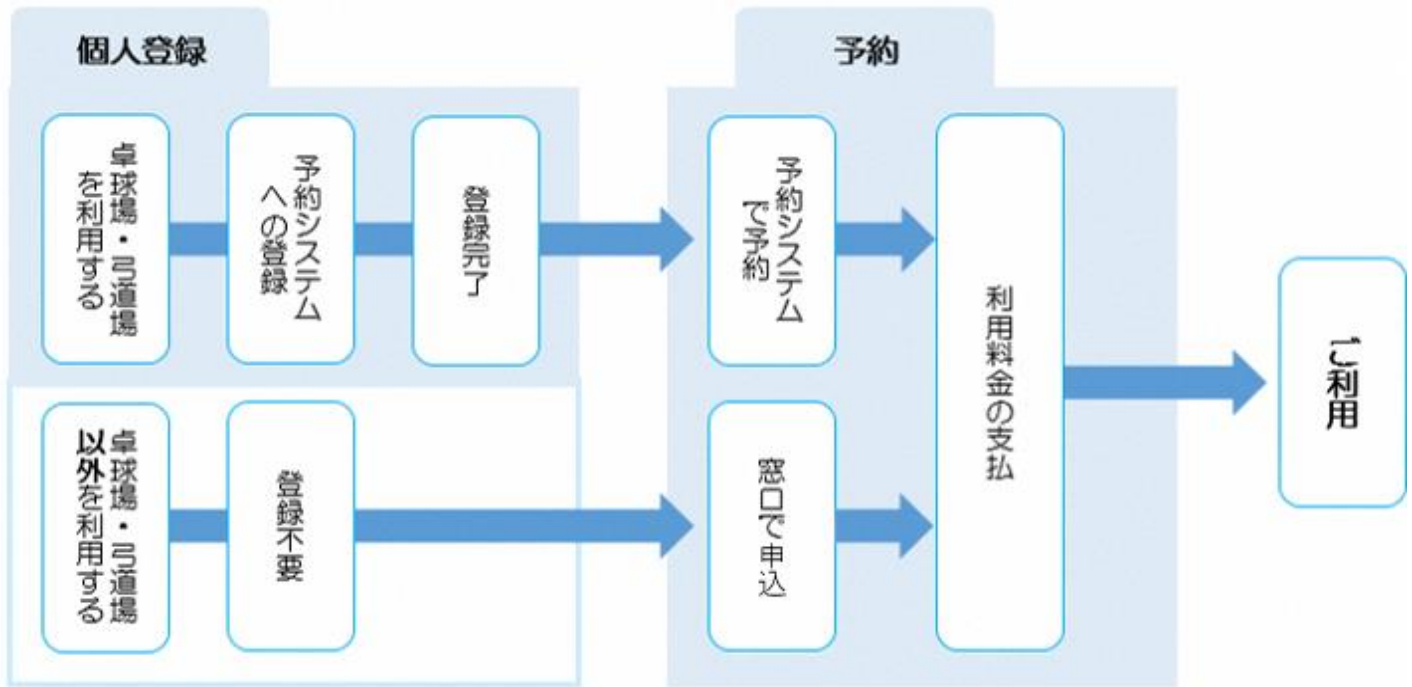 個人登録
予約
卓球場・弓道場
を利用する
予約システム
への登録
登録完了
予約システム
で予約
利用料金の支払
ご利用
卓球場・弓道場
以外を利用する
登録不要
窓口で申込